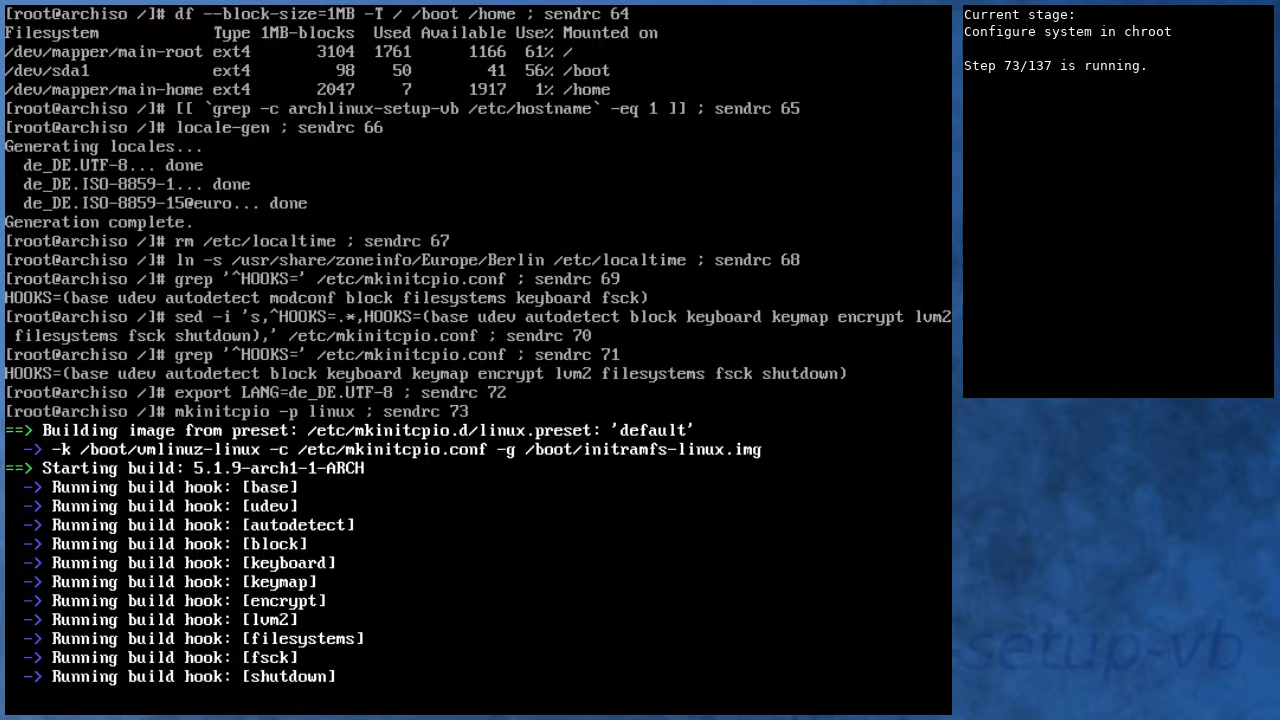 [root@archiso /]# df --block-size=1MB -T / /boot /home ; sendrc 64
Filesystem            Type 1MB-blocks  Used Available Use% Mounted on
/dev/mapper/main-root ext4       3104  1761      1166  61% /
/dev/sda1             ext4         98    50        41  56% /boot
/dev/mapper/main-home ext4       2047     7      1917   1% /home
[root@archiso /]# [[ `grep -c archlinux-setup-vb /etc/hostname` -eq 1 ]] ; sendrc 65
[root@archiso /]# locale-gen ; sendrc 66
Generating locales...
  de_DE.UTF-8... done
  de_DE.ISO-8859-1... done
  de_DE.ISO-8859-15@euro... done
Generation complete.
[root@archiso /]# rm /etc/localtime ; sendrc 67
[root@archiso /]# ln -s /usr/share/zoneinfo/Europe/Berlin /etc/localtime ; sendrc 68
[root@archiso /]# grep '^HOOKS=' /etc/mkinitcpio.conf ; sendrc 69
HOOKS=(base udev autodetect modconf block filesystems keyboard fsck)
[root@archiso /]# sed -i 's,^HOOKS=.*,HOOKS=(base udev autodetect block keyboard keymap encrypt lvm2
 filesystems fsck shutdown),' /etc/mkinitcpio.conf ; sendrc 70
[root@archiso /]# grep '^HOOKS=' /etc/mkinitcpio.conf ; sendrc 71
HOOKS=(base udev autodetect block keyboard keymap encrypt lvm2 filesystems fsck shutdown)
[root@archiso /]# export LANG=de_DE.UTF-8 ; sendrc 72
[root@archiso /]# mkinitcpio -p linux ; sendrc 73
==> Building image from preset: /etc/mkinitcpio.d/linux.preset: 'default'
  -> -k /boot/vmlinuz-linux -c /etc/mkinitcpio.conf -g /boot/initramfs-linux.img
==> Starting build: 5.1.9-arch1-1-ARCH
  -> Running build hook: [base]
  -> Running build hook: [udev]
  -> Running build hook: [autodetect]
  -> Running build hook: [block]
  -> Running build hook: [keyboard]
  -> Running build hook: [keymap]
  -> Running build hook: [encrypt]
  -> Running build hook: [lvm2]
  -> Running build hook: [filesystems]
  -> Running build hook: [fsck]
  -> Running build hook: [shutdown]
Current stage:
Configure system in chroot
Step 73/137 is running.
-setup-vb